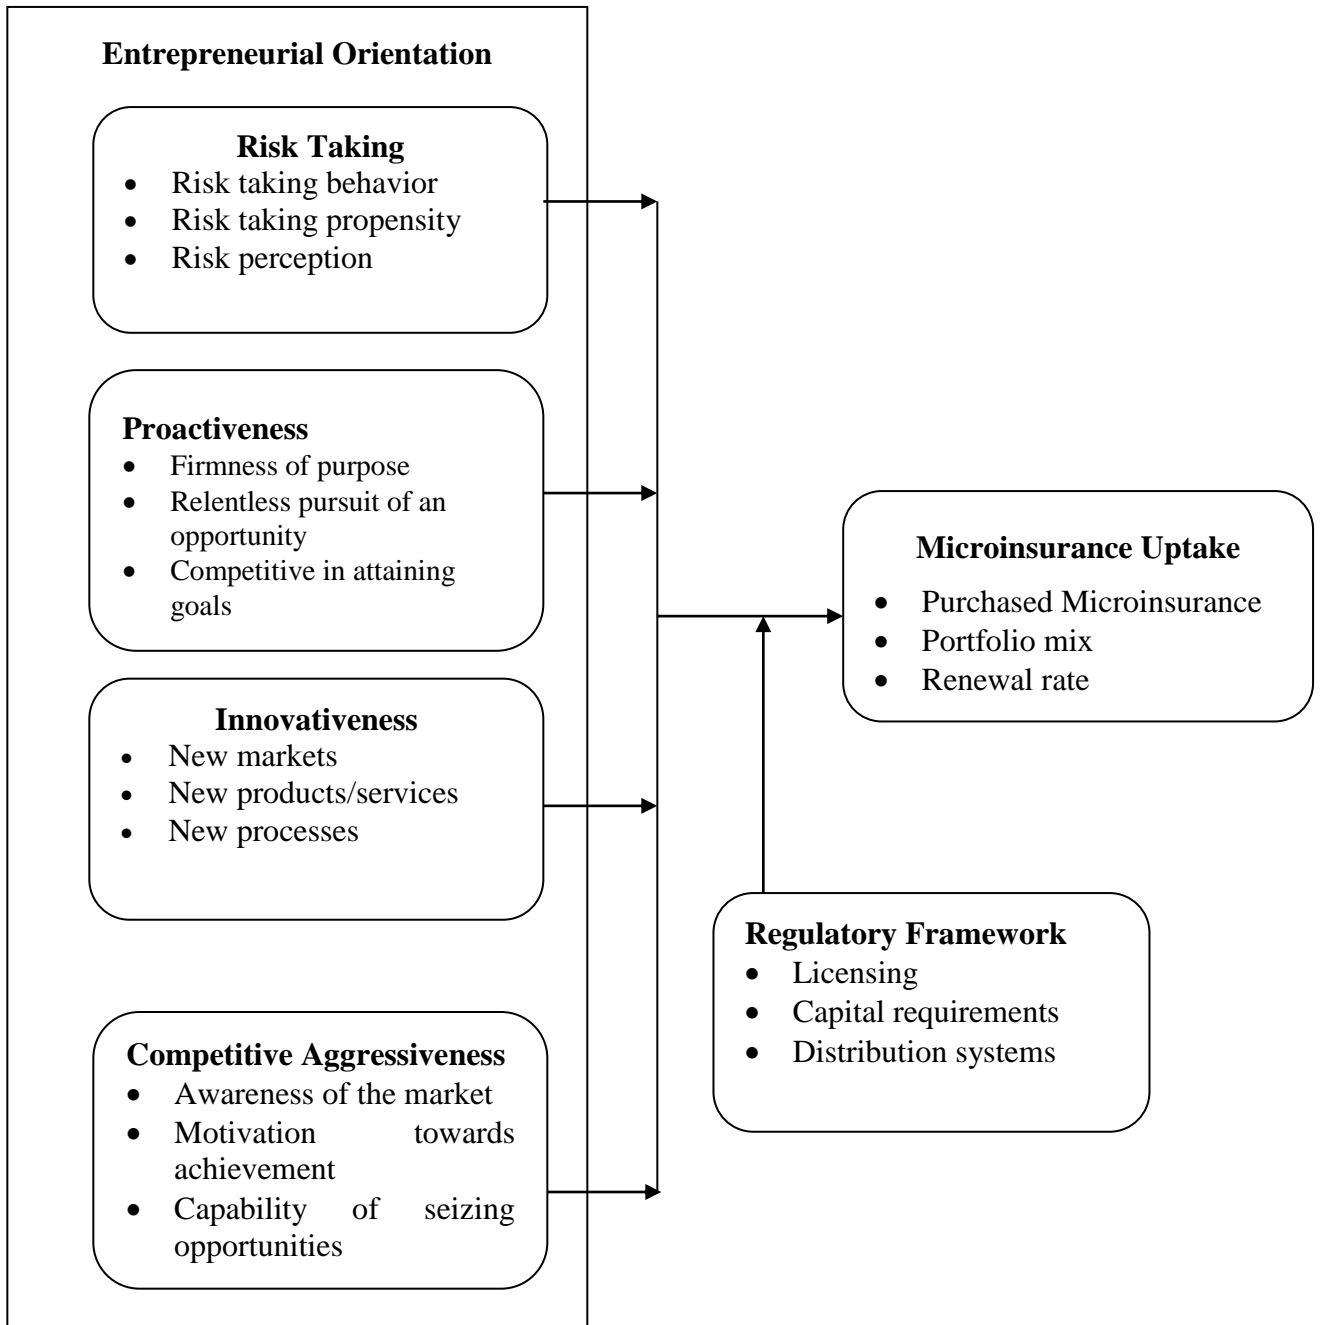 Entrepreneurial Orientation
Risk Taking
• Risk taking behavior
• Risk taking propensity
• Risk perception
Proactiveness
• Firmness of purpose
• Relentless pursuit of an
opportunity
• Competitive in attaining
goals
Innovativeness
• New markets
• New products/services
• New processes
Competitive Aggressiveness
• Awareness of the market
• Motivation towards
achievement
• Capability of seizing
opportunities
Microinsurance Uptake
• Purchased Microinsurance
• Portfolio mix
• Renewal rate
Regulatory Framework
• Licensing
• Capital requirements
• Distribution systems